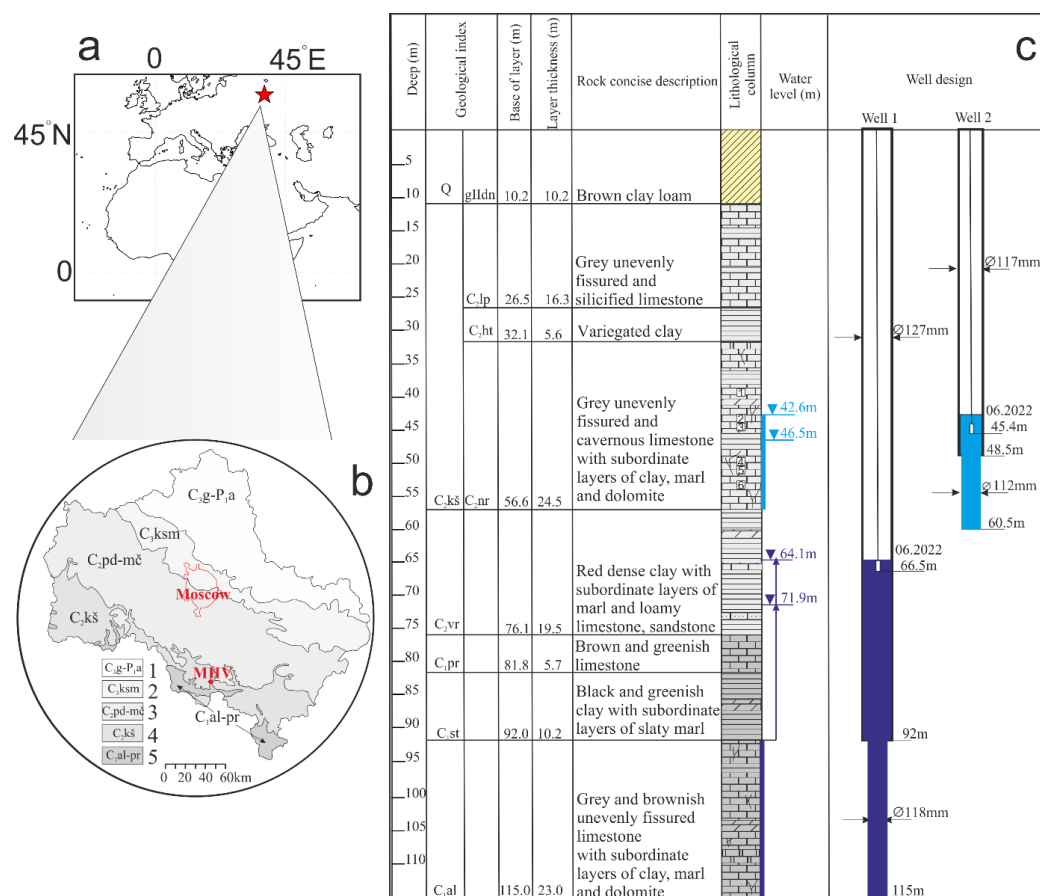 a
0
45°E
45°N
0
b
C₃g-P₁a
C₃ksm
C₂pd-mč
Moscow
C₂kš
MHV
C₁al-pr
C₃g-P₁a 1
C₃ksm 2
C₂pd-mč 3
C₂kš 4
C₁al-pr 5
0 20 40 60km
c
Deep (m)
Geological index
Base of layer (m)
Layer thickness (m)
Rock concise description
Lithological
column
Water
level (m)
Well design
Well 1
Well 2
5
10
15
20
25
30
35
40
45
50
55
60
65
70
75
80
85
90
95
100
105
110
Q gIIdn 10,2 10,2 Brown clay loam
Grey unevenly
fissured and
silicified limestone
C₂lp 26.5 16.3
C₂ht 32.1 5.6 Variegated clay
Grey unevenly
fissured and
cavernous limestone
with subordinate
layers of clay, marl
and dolomite
C₂kš C₂nr 56.6 24.5
Red dense clay with
subordinate layers of
marl and loamy
limestone, sandstone
C₂vr 76.1 19.5
Brown and greenish
limestone
C₁pr 81.8 5.7
Black and greenish
clay with subordinate
layers of slaty marl
C₁st 92.0 10.2
Grey and brownish
unevenly fissured
limestone
with subordinate
layers of clay, marl
and dolomite
C₁al 115.0 23.0
1
2
3
6
42.6m
46.5m
64.1m
71.9m
∅127mm
06.2022
66.5m
92m
∅118mm
115m
∅117mm
06.2022
45.4m
48.5m
∅112mm
60.5m